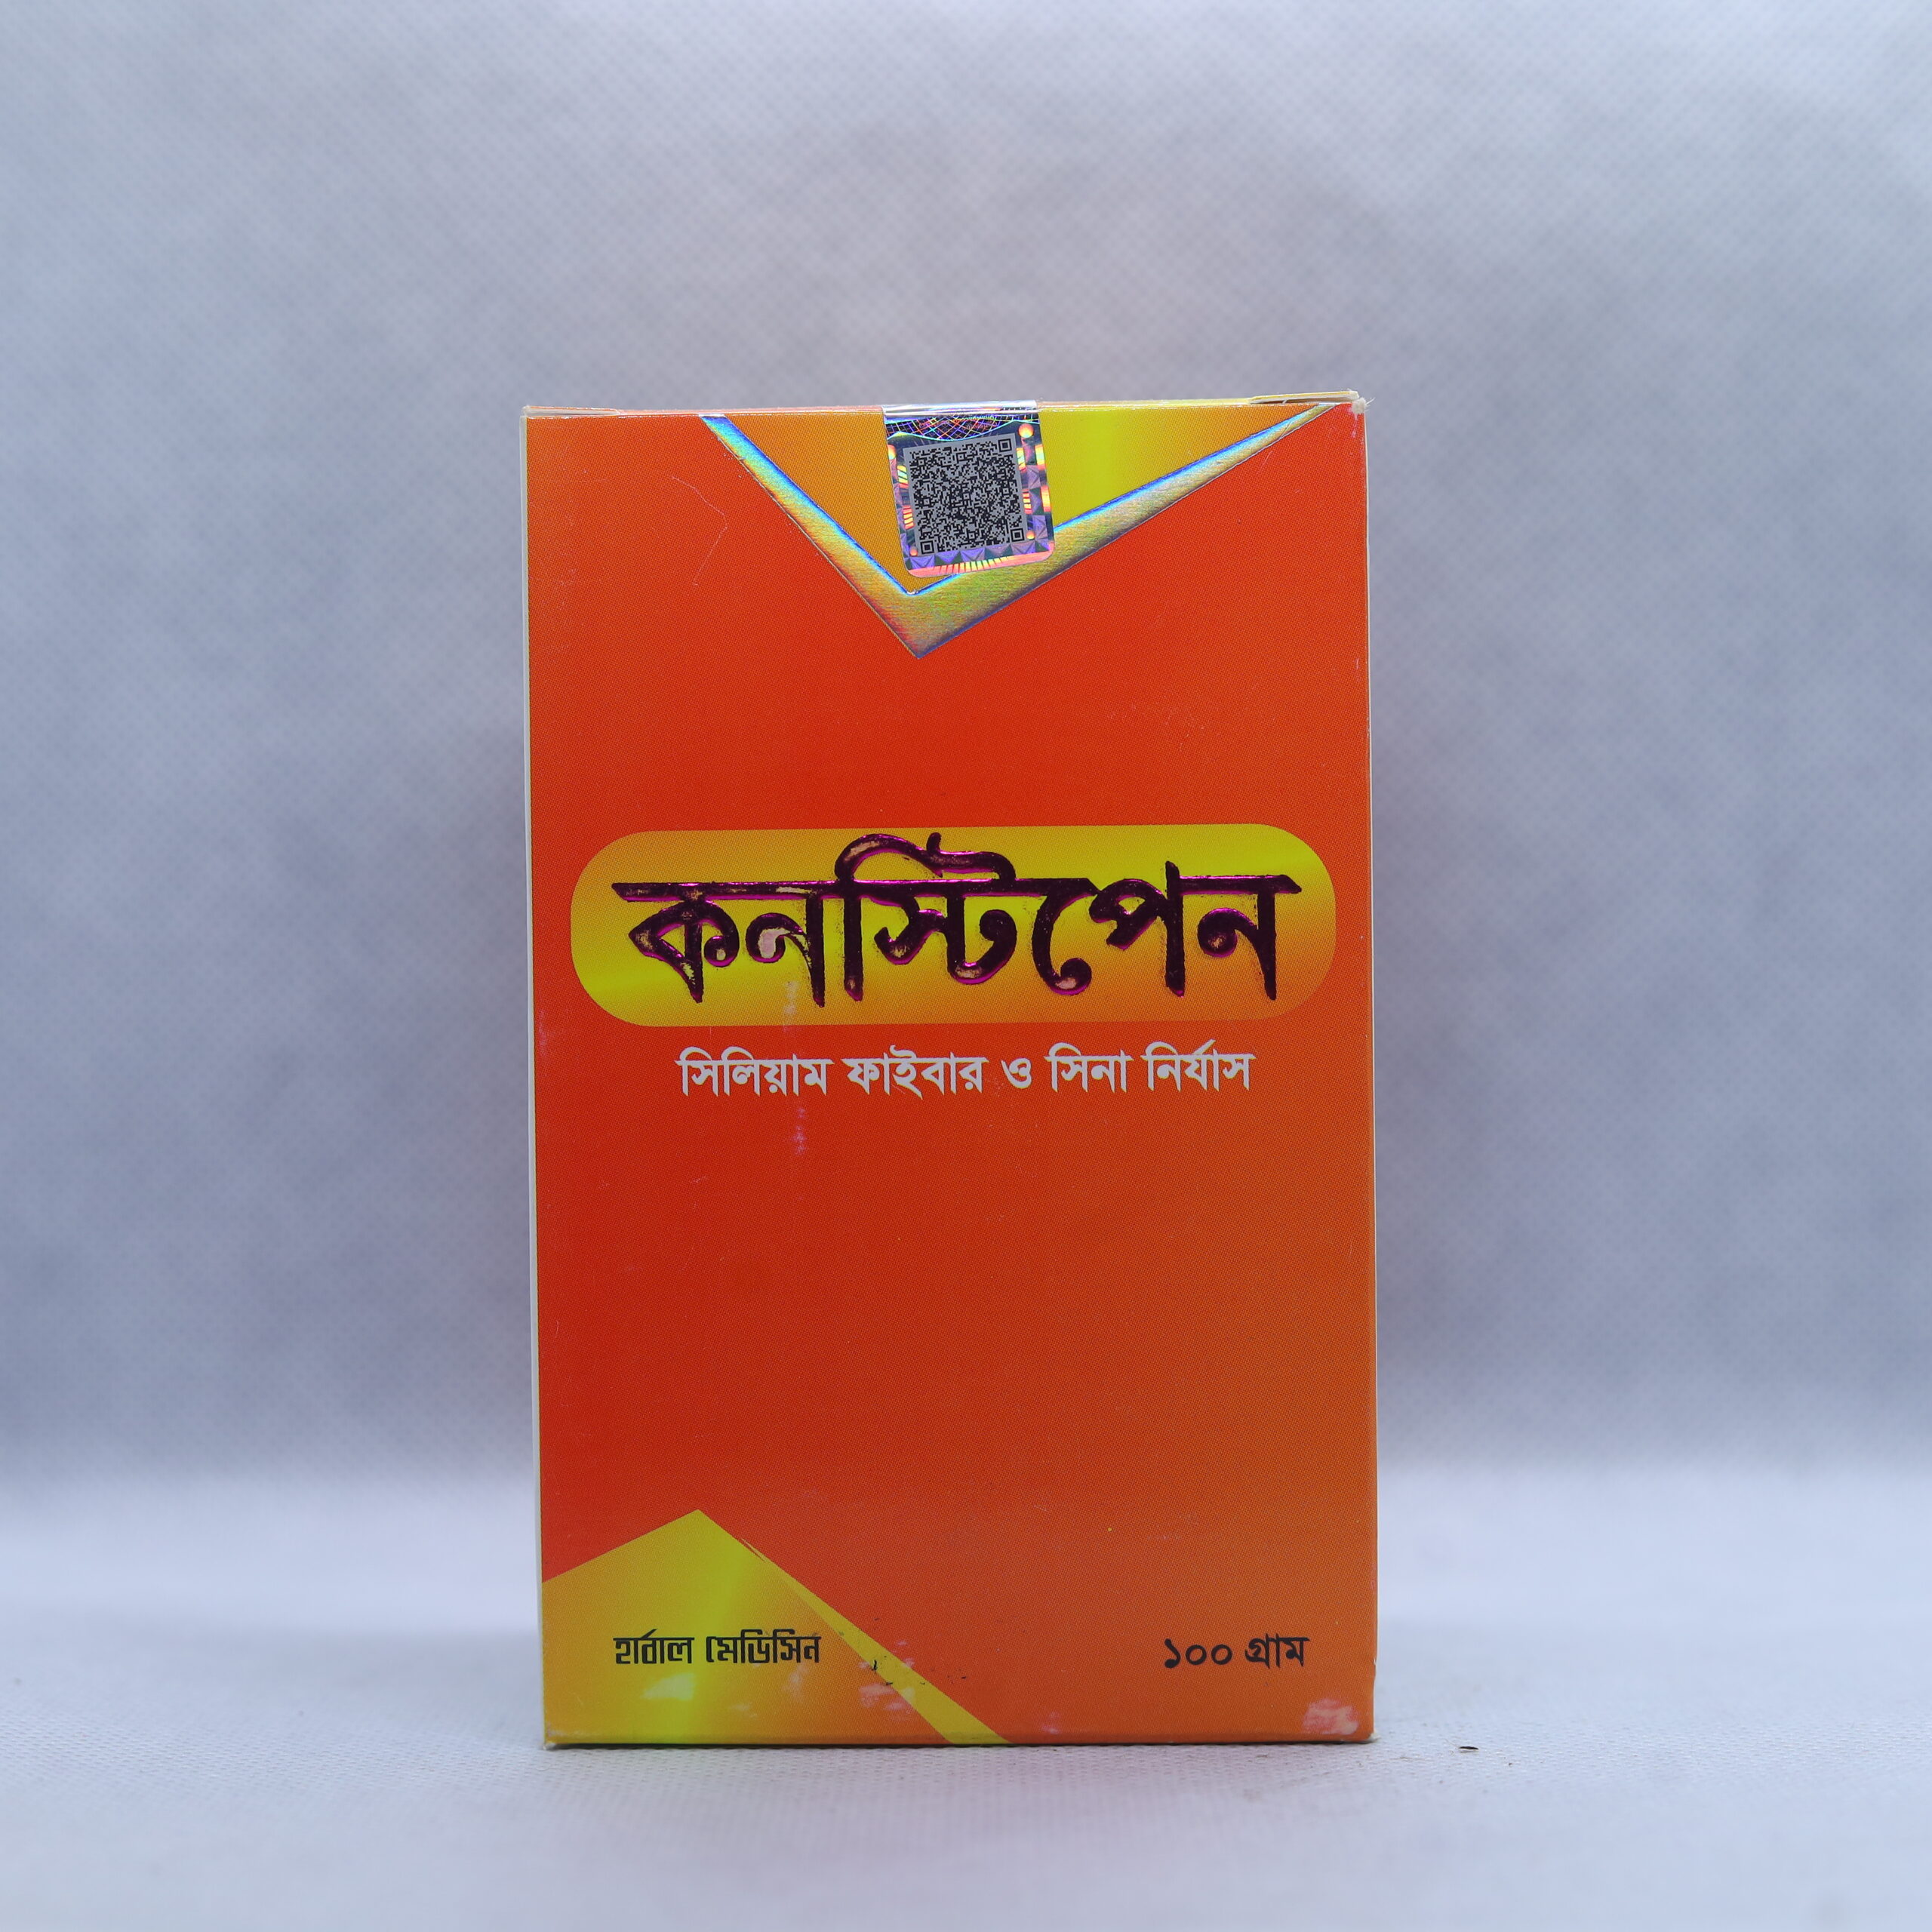 কনস্টিপেন
সিলিয়াম ফাইবার ও সিনা নির্যাস
হার্বাল মেডিসিন
১০০ গ্রাম